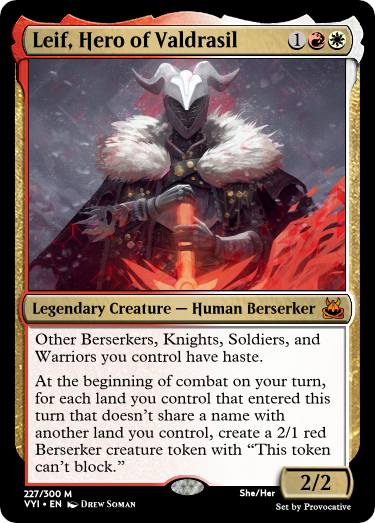 Leif, Hero of Valdrasil 1
Legendary Creature — Human Berserker
Other Berserkers, Knights, Soldiers, and
Warriors you control have haste.
At the beginning of combat on your turn,
for each land you control that entered this
turn that doesn't share a name with
another land you control, create a 2/1 red
Berserker creature token with “This token
can't block.”
2/2
227/300 M She/Her
VYI • EN Drew Soman Set by Provocative